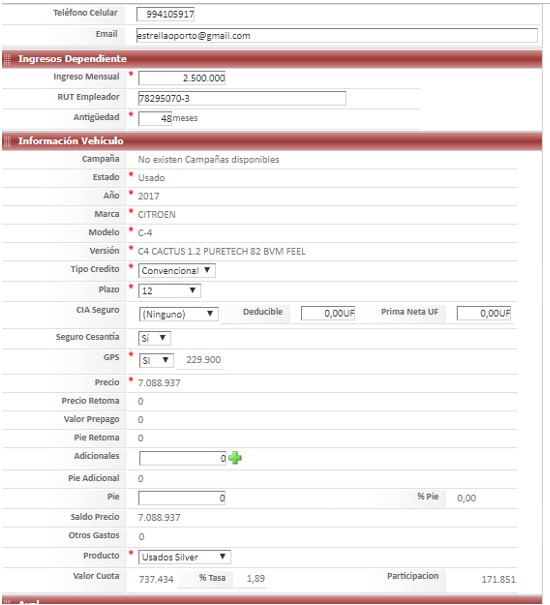 Teléfono Celular 994105917
Email estrellaoporto@gmail.com
Ingresos Dependiente
Ingreso Mensual * 2.500.000
RUT Empleador 78295070-3
Antigüedad * 48 meses
Información Vehículo
Campaña No existen Campañas disponibles
Estado * Usado
Año * 2017
Marca * CITROEN
Modelo * C-4
Versión * C4 CACTUS 1.2 PURETECH 82 BVM FEEL
Tipo Credito * Convencional
Plazo * 12
CIA Seguro (Ninguno) Deducible 0,00UF Prima Neta UF 0,00UF
Seguro Cesantía Sí
GPS * Si 229.900
Precio * 7.088.937
Precio Retoma 0
Valor Prepago 0
Pie Retoma 0
Adicionales 0
Pie Adicional 0
Pie 0 % Pie 0,00
Saldo Precio 7.088.937
Otros Gastos 0
Producto * Usados Silver
Valor Cuota 737.434 % Tasa 1,89 Participacion 171.851
Aval